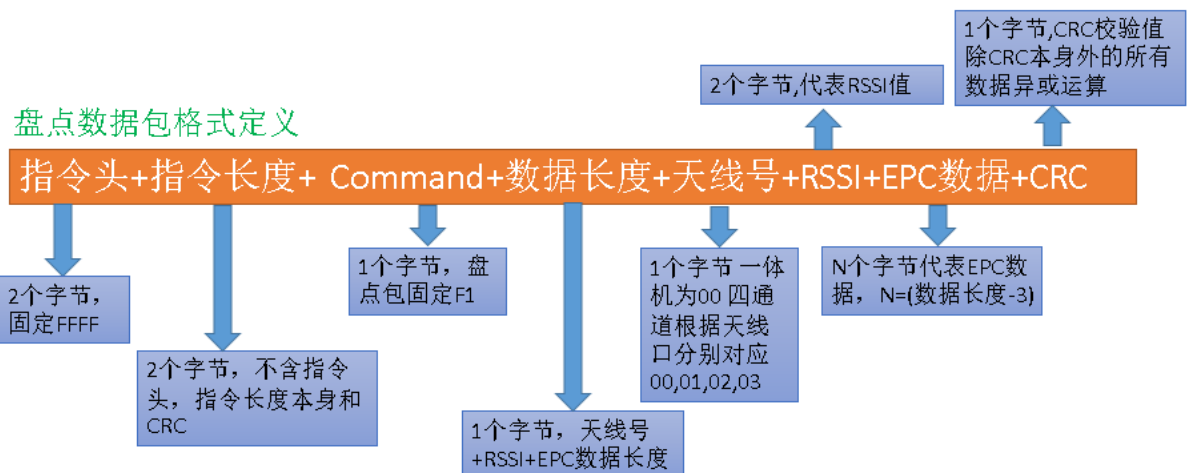 1个字节,CRC校验值
除CRC本身外的所有
数据异或运算
2个字节,代表RSSI值
盘点数据包格式定义
指令头+指令长度+ Command+数据长度+天线号+RSSI+EPC数据+CRC
2个字节，
固定FFFF
2个字节，不含指令
头，指令长度本身和
CRC
1个字节，盘
点包固定F1
1个字节，天线号
+RSSI+EPC数据长度
1个字节 一体
机为00 四通
道根据天线
口分别对应
00,01,02,03
N个字节代表EPC数
据，N=(数据长度-3)